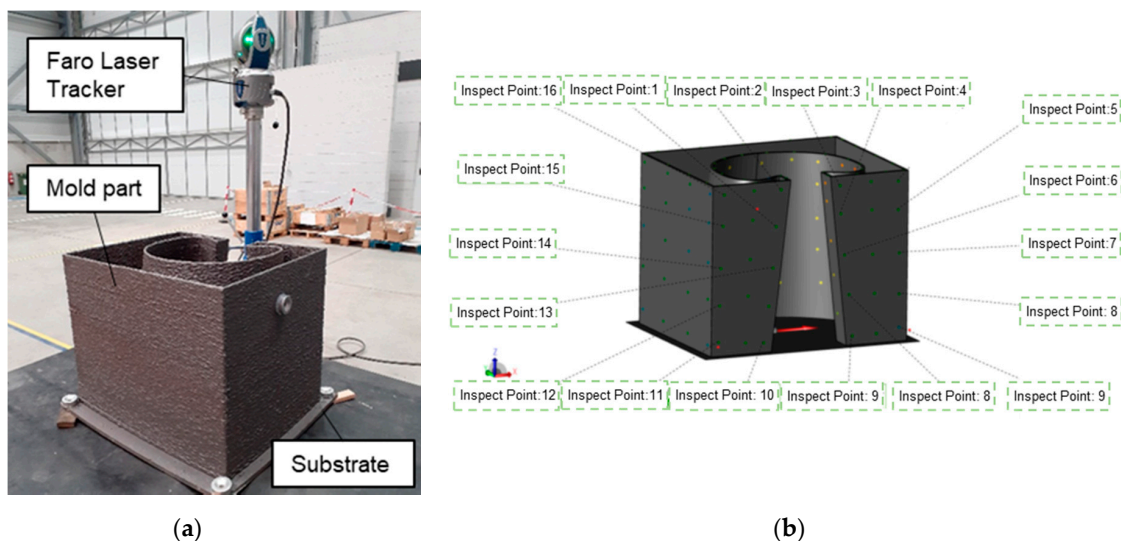 Faro Laser
Tracker
Mold part
Substrate
(a)
Inspect Point:16
Inspect Point:1
Inspect Point:2
Inspect Point:3
Inspect Point:4
Inspect Point:5
Inspect Point:15
Inspect Point:6
Inspect Point:14
Inspect Point:7
Inspect Point:13
Inspect Point: 8
Inspect Point:12
Inspect Point:11
Inspect Point: 10
Inspect Point: 9
Inspect Point: 8
Inspect Point: 9
Z
X
(b)